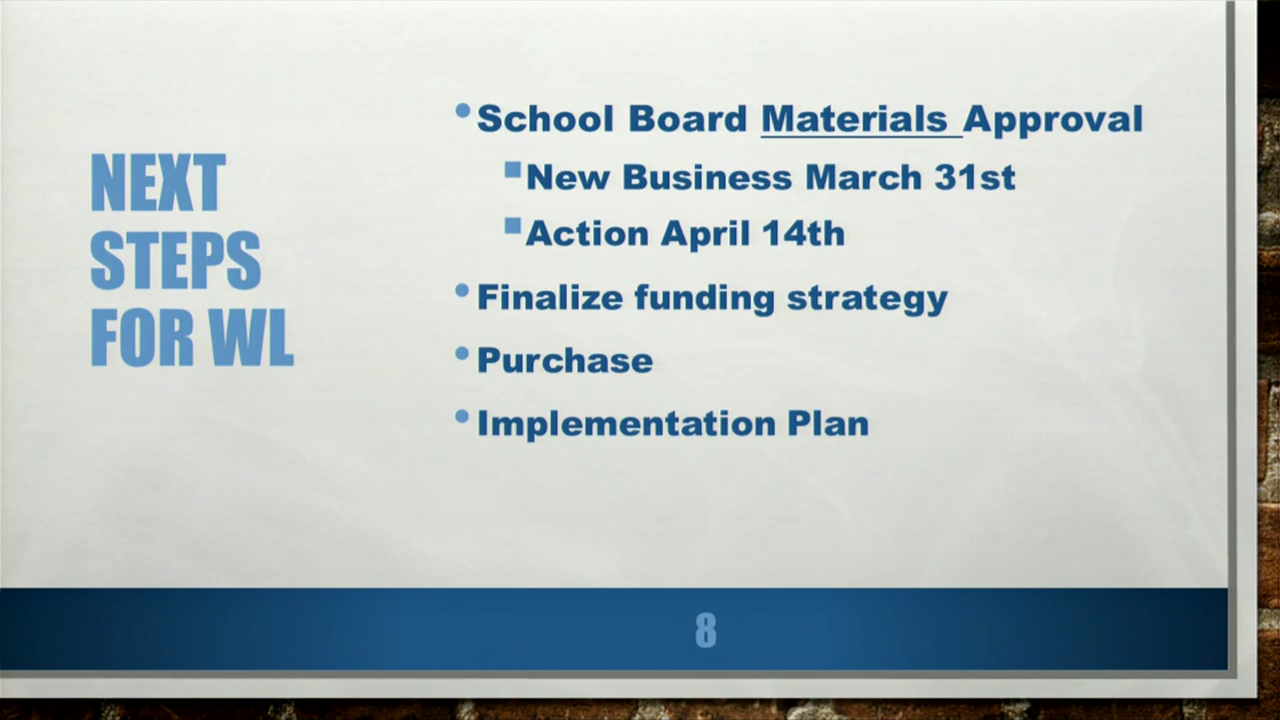 NEXT
STEPS
FOR WL
School Board Materials Approval
New Business March 31st
Action April 14th
Finalize funding strategy
Purchase
Implementation Plan
8